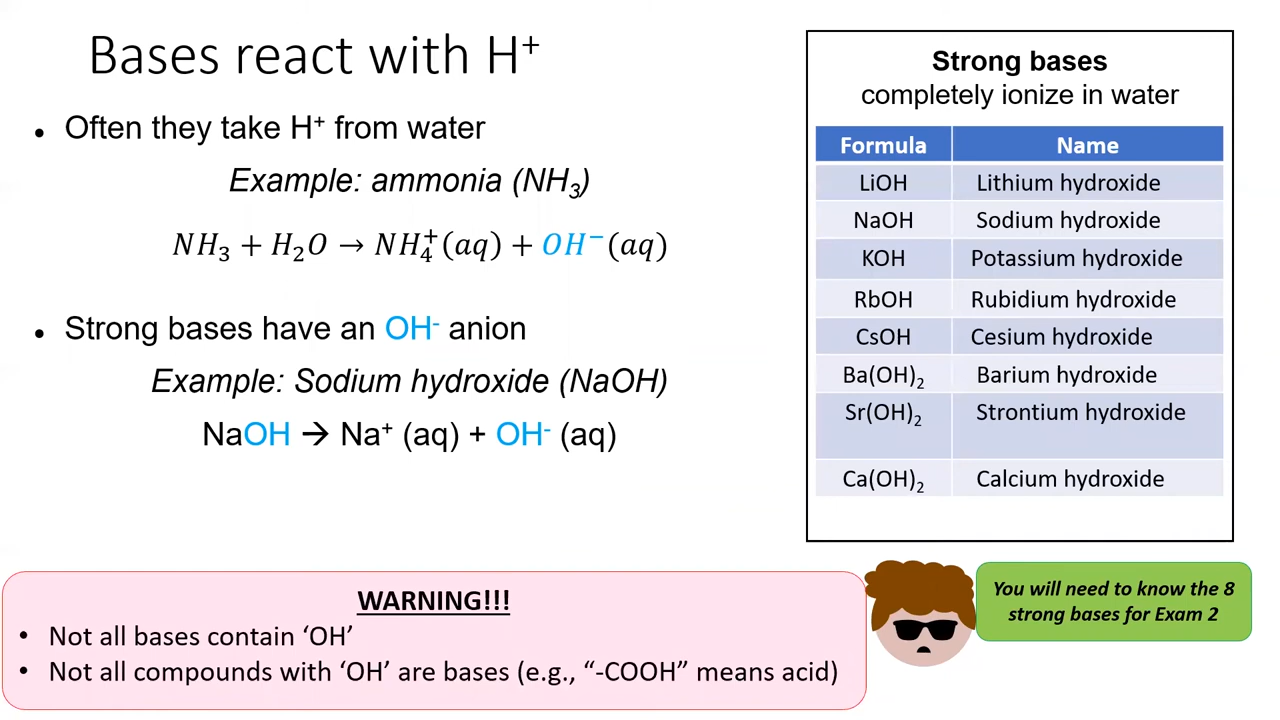 Bases react with H⁺
• Often they take H⁺ from water
Example: ammonia (NH₃)
NH₃ + H₂O → NH₄⁺(aq) + OH⁻(aq)
• Strong bases have an OH⁻ anion
Example: Sodium hydroxide (NaOH)
NaOH → Na⁺ (aq) + OH⁻ (aq)
Strong bases
completely ionize in water
Formula Name
LiOH Lithium hydroxide
NaOH Sodium hydroxide
KOH Potassium hydroxide
RbOH Rubidium hydroxide
CsOH Cesium hydroxide
Ba(OH)₂ Barium hydroxide
Sr(OH)₂ Strontium hydroxide
Ca(OH)₂ Calcium hydroxide
WARNING!!!
• Not all bases contain ‘OH’
• Not all compounds with ‘OH’ are bases (e.g., “-COOH” means acid)
You will need to know the 8
strong bases for Exam 2